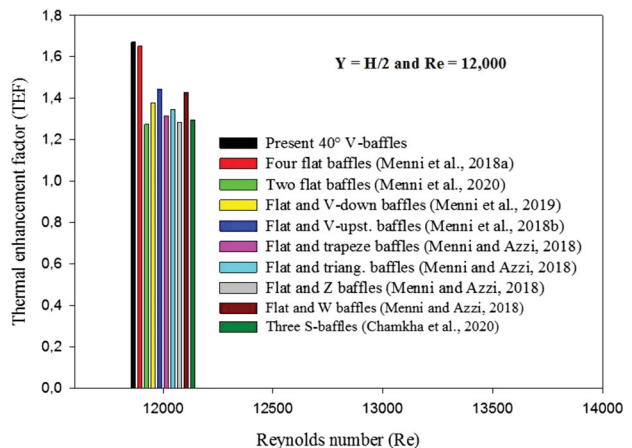 1.8
1.6
1.4
1.2
1.0
0.8
0.6
0.4
0.2
0,0
Thermal enhancement factor (TEF)
Y = H/2 and Re = 12,000
Present 40° V-baffles
Four flat baffles (Menni et al., 2018a)
Two flat baffles (Menni et al., 2020)
Flat and V-down baffles (Menni et al., 2019)
Flat and V-upst. baffles (Menni et al., 2018b)
Flat and trapeze baffles (Menni and Azzi, 2018)
Flat and triang. baffles (Menni and Azzi, 2018)
Flat and Z baffles (Menni and Azzi, 2018)
Flat and W baffles (Menni and Azzi, 2018)
Three S-baffles (Chamkha et al., 2020)
12000 12500 13000 13500 14000
Reynolds number (Re)